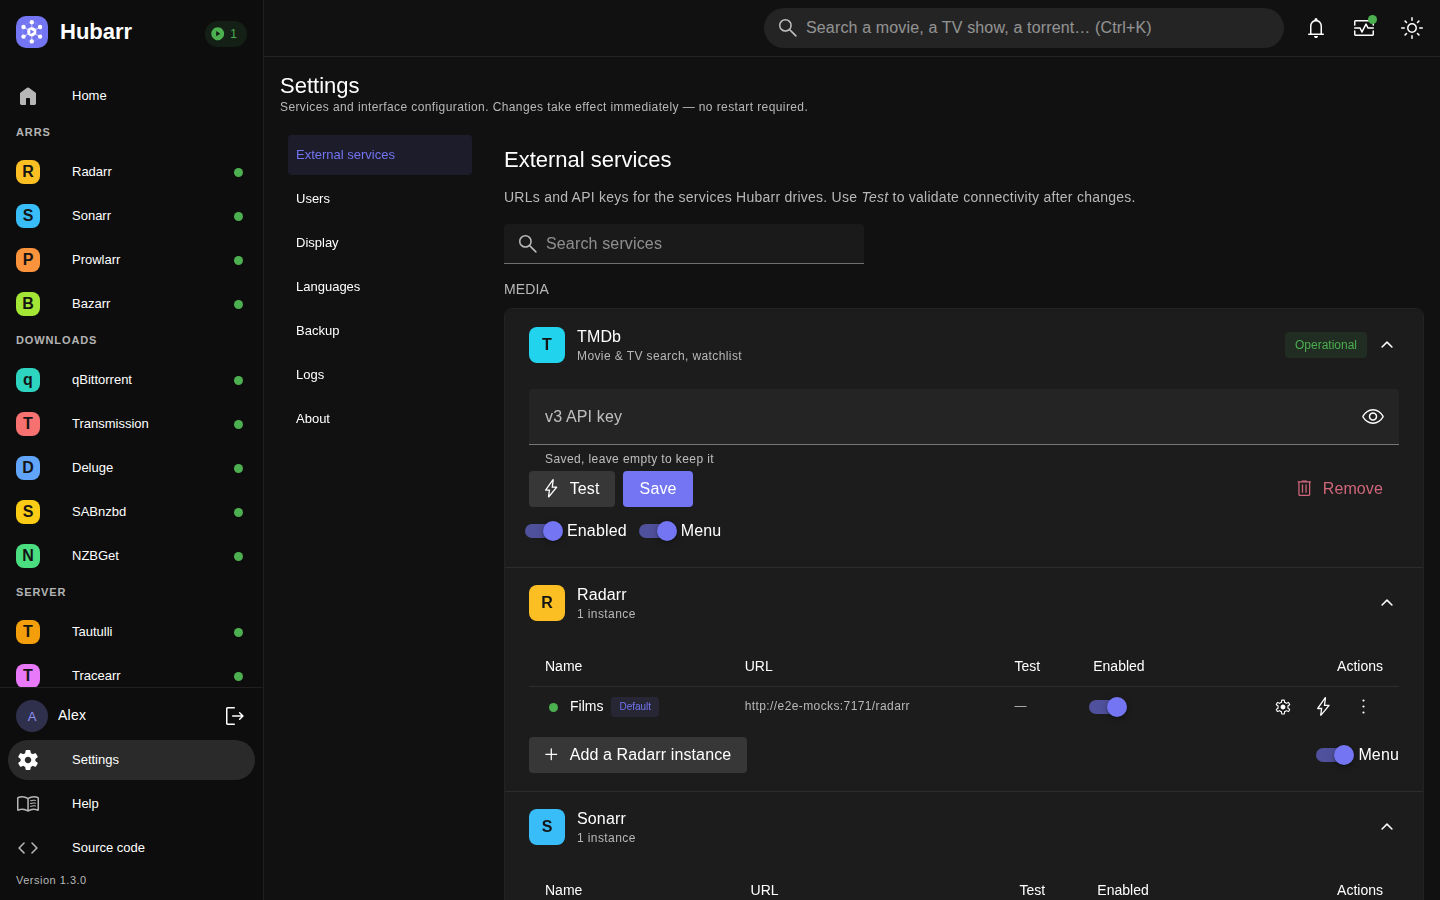 Hubarr
1
Search a movie, a TV show, a torrent… (Ctrl+K)
Home
ARRS
R Radarr
S Sonarr
P Prowlarr
B Bazarr
DOWNLOADS
q qBittorrent
T Transmission
D Deluge
S SABnzbd
N NZBGet
SERVER
T Tautulli
T Tracearr
A Alex
Settings
Help
Source code
Version 1.3.0
Settings
Services and interface configuration. Changes take effect immediately — no restart required.
External services
Users
Display
Languages
Backup
Logs
About
External services
URLs and API keys for the services Hubarr drives. Use Test to validate connectivity after changes.
Search services
MEDIA
T TMDb
Movie & TV search, watchlist
Operational
v3 API key
Saved, leave empty to keep it
Test Save Remove
Enabled Menu
R Radarr
1 instance
Name URL Test Enabled Actions
Films Default http://e2e-mocks:7171/radarr —
Add a Radarr instance Menu
S Sonarr
1 instance
Name URL Test Enabled Actions